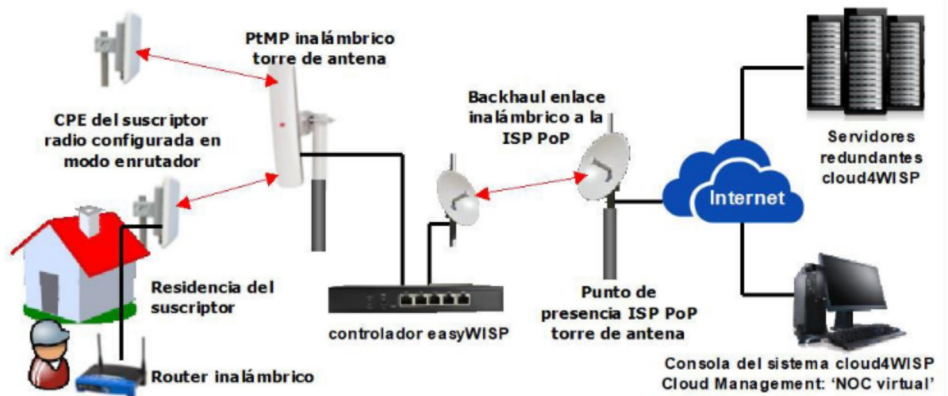 PtMP inalámbrico
torre de antena
CPE del suscriptor
radio configurada en
modo enrutador
Backhaul enlace
inalámbrico a la
ISP PoP
Servidores
redundantes
cloud4WISP
Internet
Residencia del
suscriptor
controlador easyWISP
Punto de
presencia ISP PoP
torre de antena
Router inalámbrico
Consola del sistema cloud4WISP
Cloud Management: ‘NOC virtual’